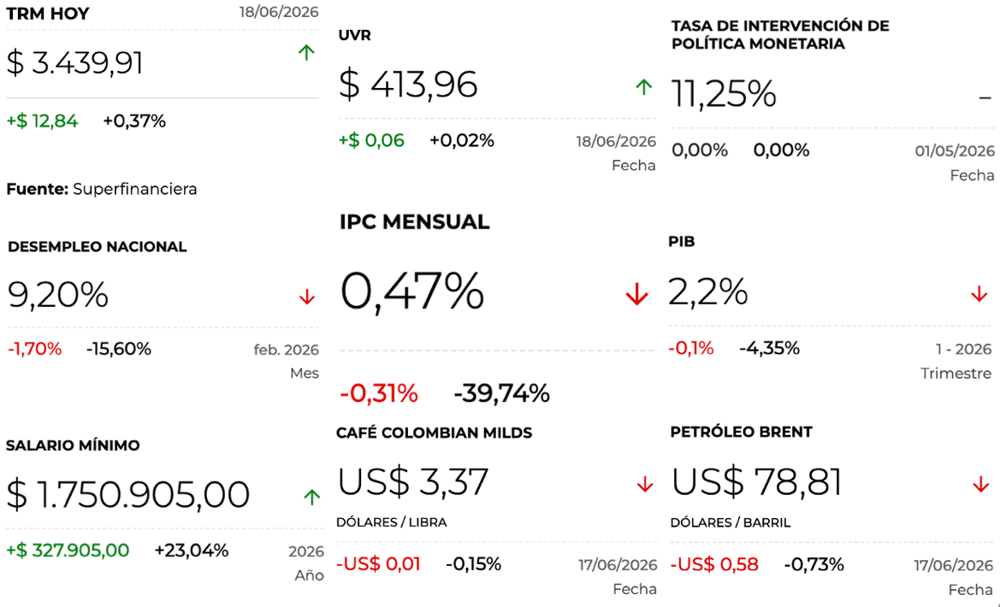 TRM HOY 18/06/2026
$ 3.439,91
+$ 12,84 +0,37%
Fuente: Superfinanciera
UVR
$ 413,96
+$ 0,06 +0,02% 18/06/2026
Fecha
TASA DE INTERVENCIÓN DE
POLÍTICA MONETARIA
11,25% –
0,00% 0,00% 01/05/2026
Fecha
DESEMPLEO NACIONAL
9,20%
-1,70% -15,60% feb. 2026
Mes
IPC MENSUAL
0,47%
-0,31% -39,74%
PIB
2,2%
-0,1% -4,35% 1 - 2026
Trimestre
SALARIO MÍNIMO
$ 1.750.905,00
+$ 327.905,00 +23,04% 2026
Año
CAFÉ COLOMBIAN MILDS
US$ 3,37
DÓLARES / LIBRA
-US$ 0,01 -0,15% 17/06/2026
Fecha
PETRÓLEO BRENT
US$ 78,81
DÓLARES / BARRIL
-US$ 0,58 -0,73% 17/06/2026
Fecha